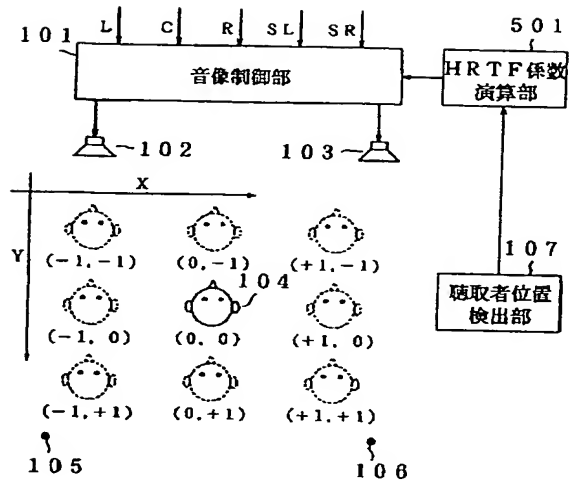 L C R SL SR
101
音像制御部
501
HRTF係数
演算部
102
103
X
Y
(-1,-1) (0,-1) (+1,-1)
104
107
聴取者位置
検出部
(-1, 0) (0, 0) (+1, 0)
(-1,+1) (0,+1) (+1,+1)
105
106